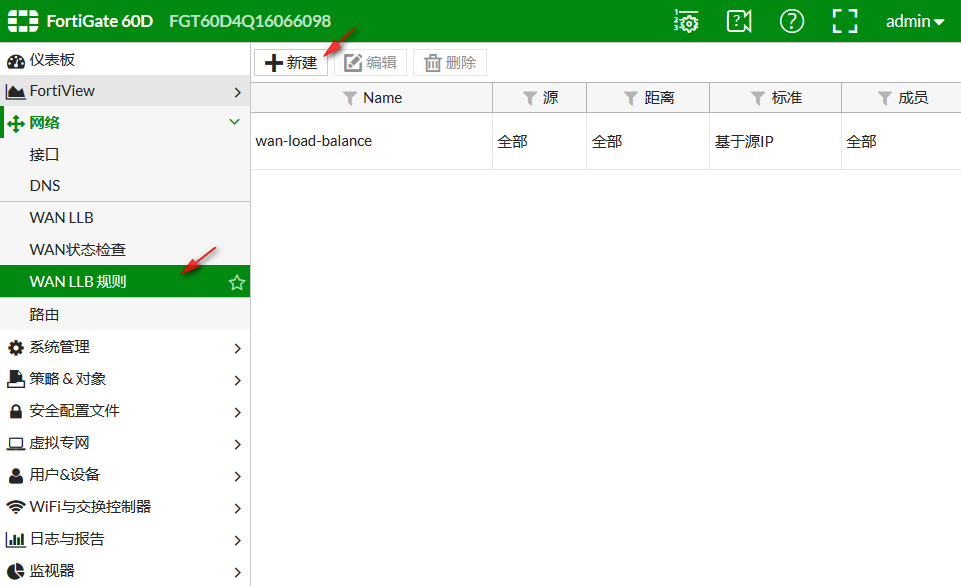 FortiGate 60D FGT60D4Q16066098 admin
仪表板
FortiView
网络
接口
DNS
WAN LLB
WAN状态检查
WAN LLB 规则
路由
系统管理
策略 & 对象
安全配置文件
虚拟专网
用户&设备
WiFi与交换控制器
日志与报告
监视器
新建 编辑 删除
Name 源 距离 标准 成员
wan-load-balance 全部 全部 基于源IP 全部